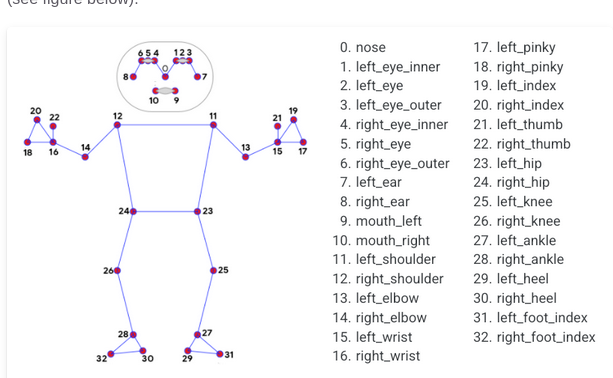 (see figure below).
6 5 4 1 2 3
8 0 7
10 9
20 22 12 11 21 19
18 16 14 13 15 17
24 23
26 25
28 27
32 30 29 31
0. nose
1. left_eye_inner
2. left_eye
3. left_eye_outer
4. right_eye_inner
5. right_eye
6. right_eye_outer
7. left_ear
8. right_ear
9. mouth_left
10. mouth_right
11. left_shoulder
12. right_shoulder
13. left_elbow
14. right_elbow
15. left_wrist
16. right_wrist
17. left_pinky
18. right_pinky
19. left_index
20. right_index
21. left_thumb
22. right_thumb
23. left_hip
24. right_hip
25. left_knee
26. right_knee
27. left_ankle
28. right_ankle
29. left_heel
30. right_heel
31. left_foot_index
32. right_foot_index